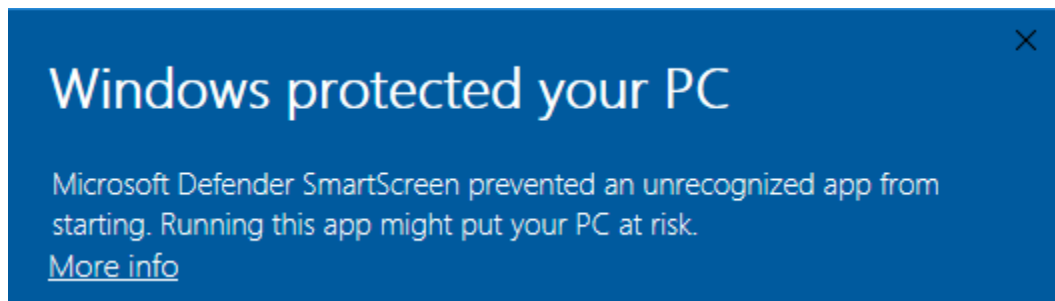 Windows protected your PC
Microsoft Defender SmartScreen prevented an unrecognized app from
starting. Running this app might put your PC at risk.
More info